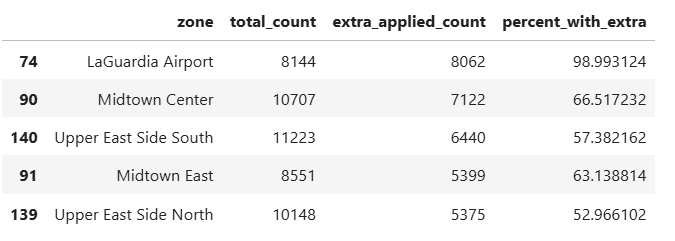 zone total_count extra_applied_count percent_with_extra
74 LaGuardia Airport 8144 8062 98.993124
90 Midtown Center 10707 7122 66.517232
140 Upper East Side South 11223 6440 57.382162
91 Midtown East 8551 5399 63.138814
139 Upper East Side North 10148 5375 52.966102